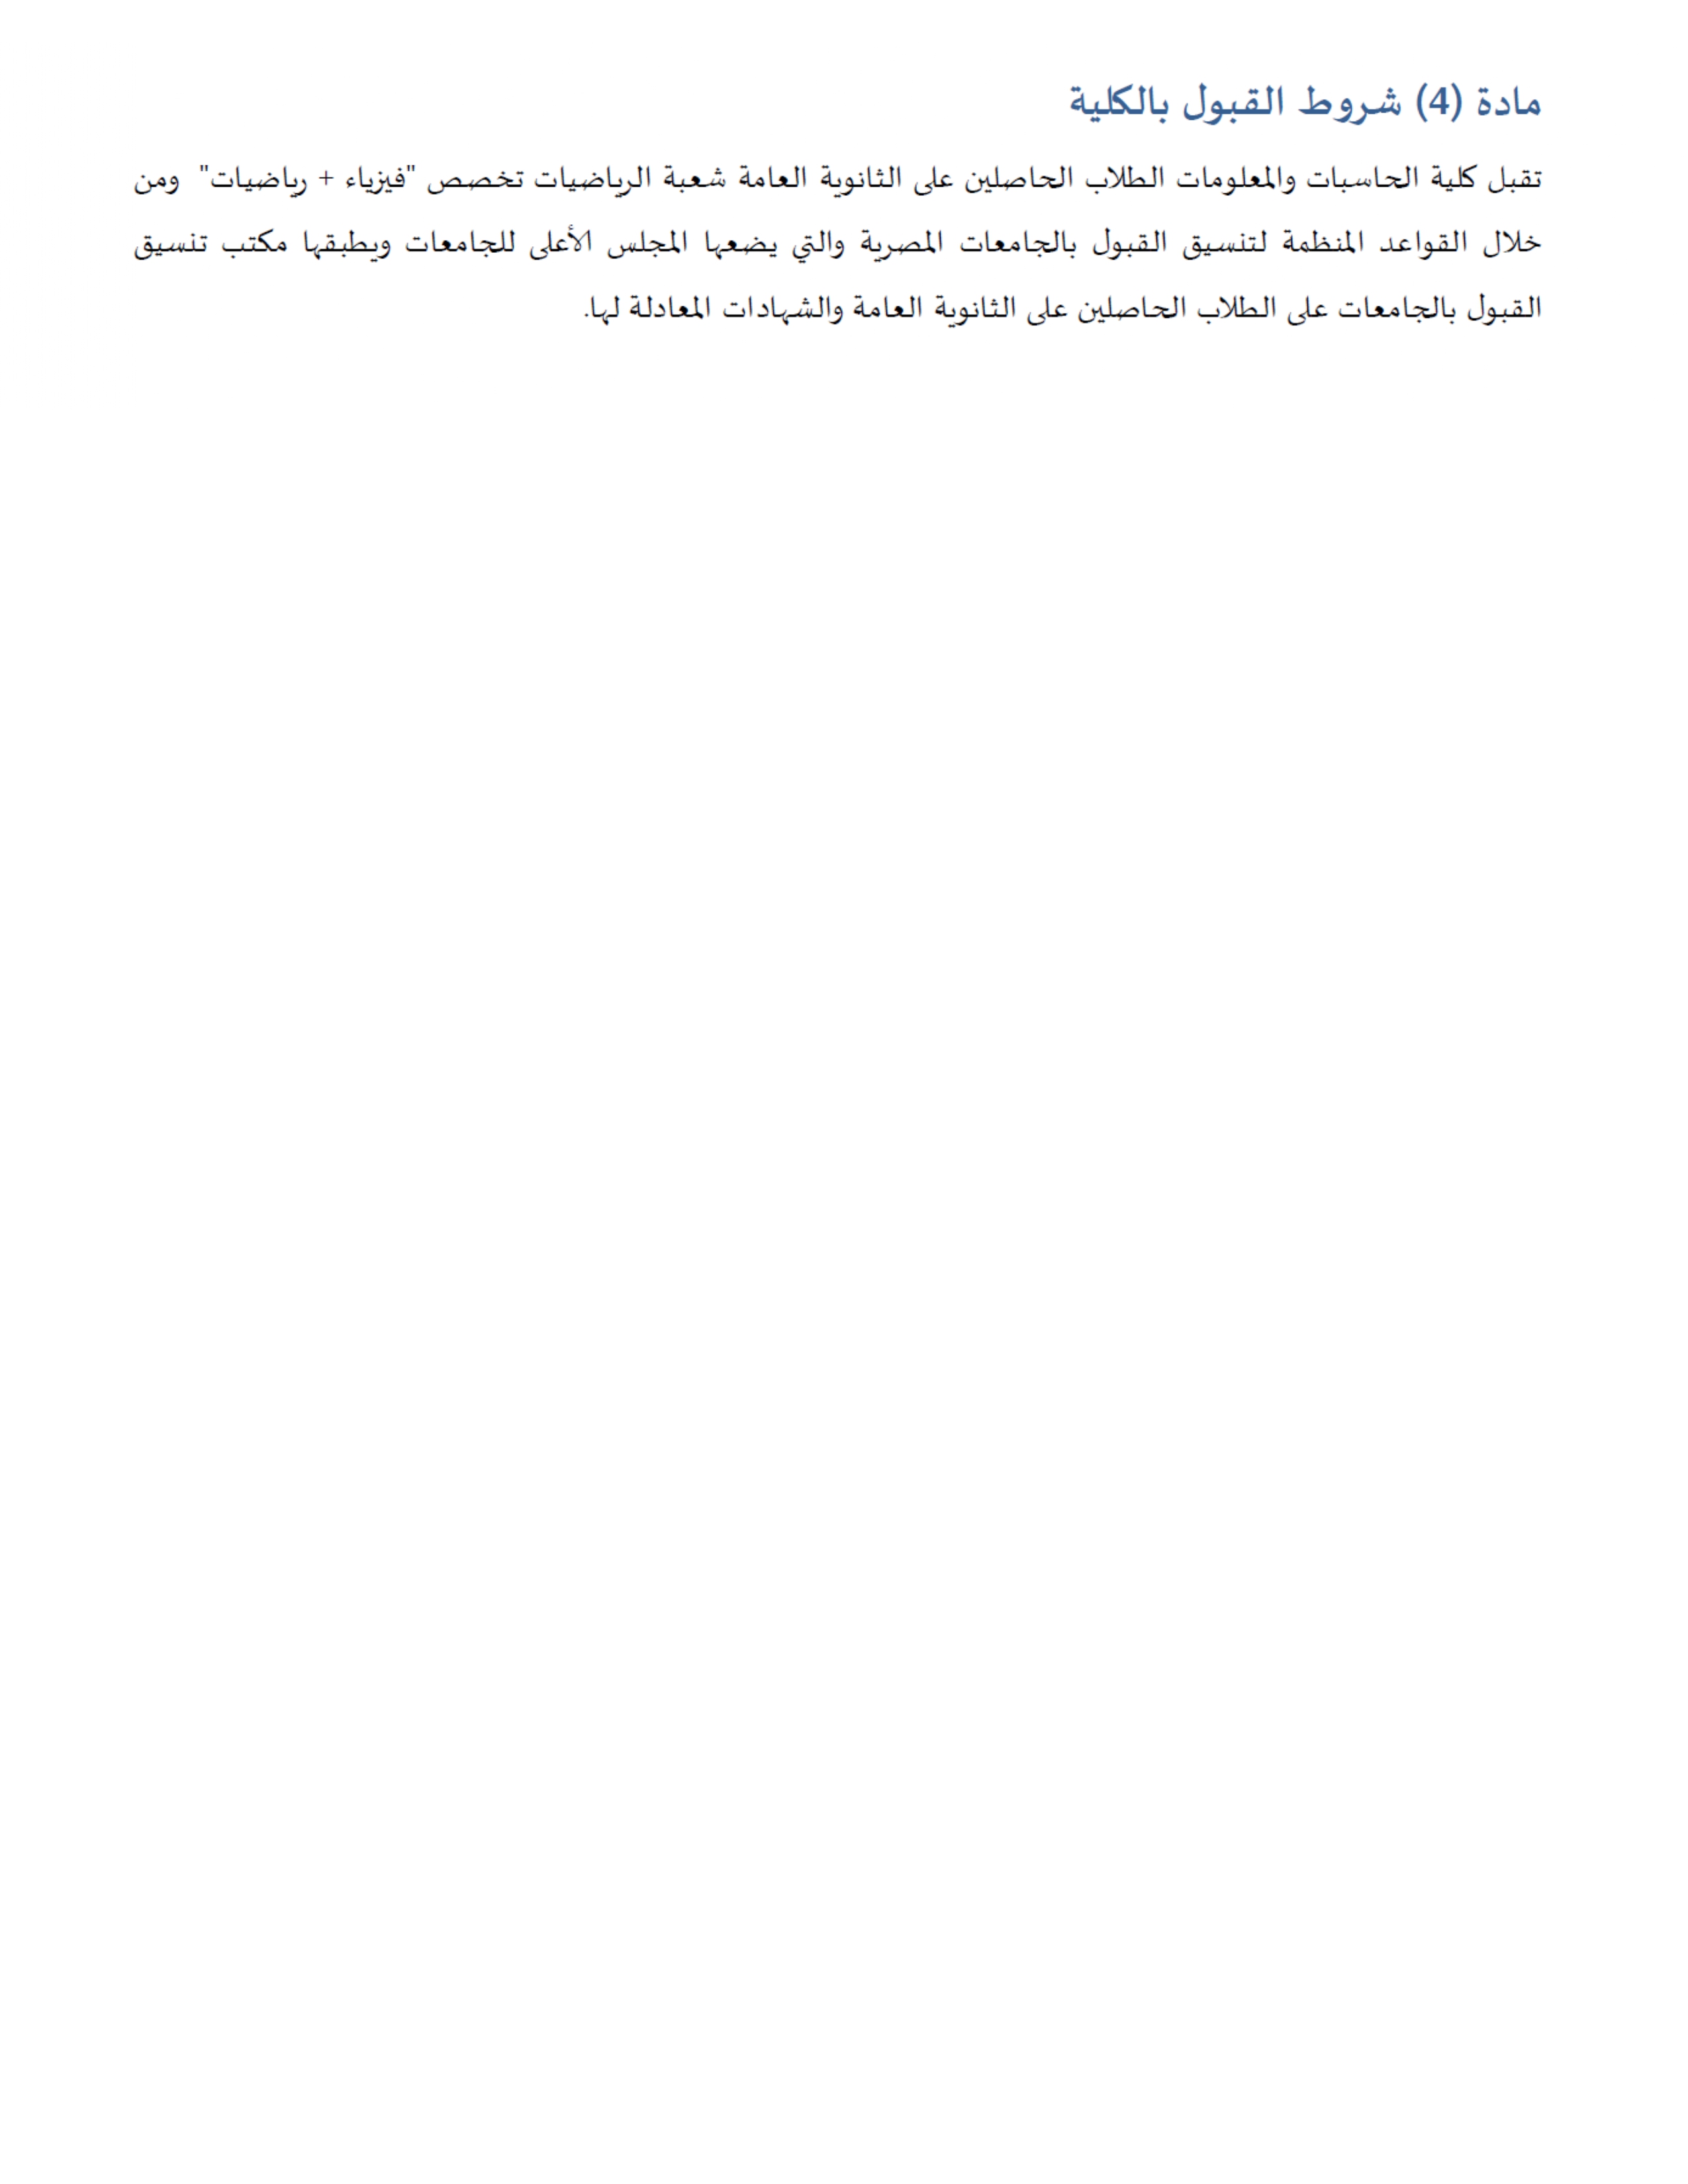 مادة (4) شروط القبول بالكلية
تقبل كلية الحاسبات والمعلومات الطلاب الحاصلين على الثانوية العامة شعبة الرياضيات تخصص "فيزياء + رياضيات" ومن
خلال القواعد المنظمة لتنسيق القبول بالجامعات المصرية والتي يضعها المجلس الأعلى للجامعات ويطبقها مكتب تنسيق
القبول بالجامعات على الطلاب الحاصلين على الثانوية العامة والشهادات المعادلة لها.